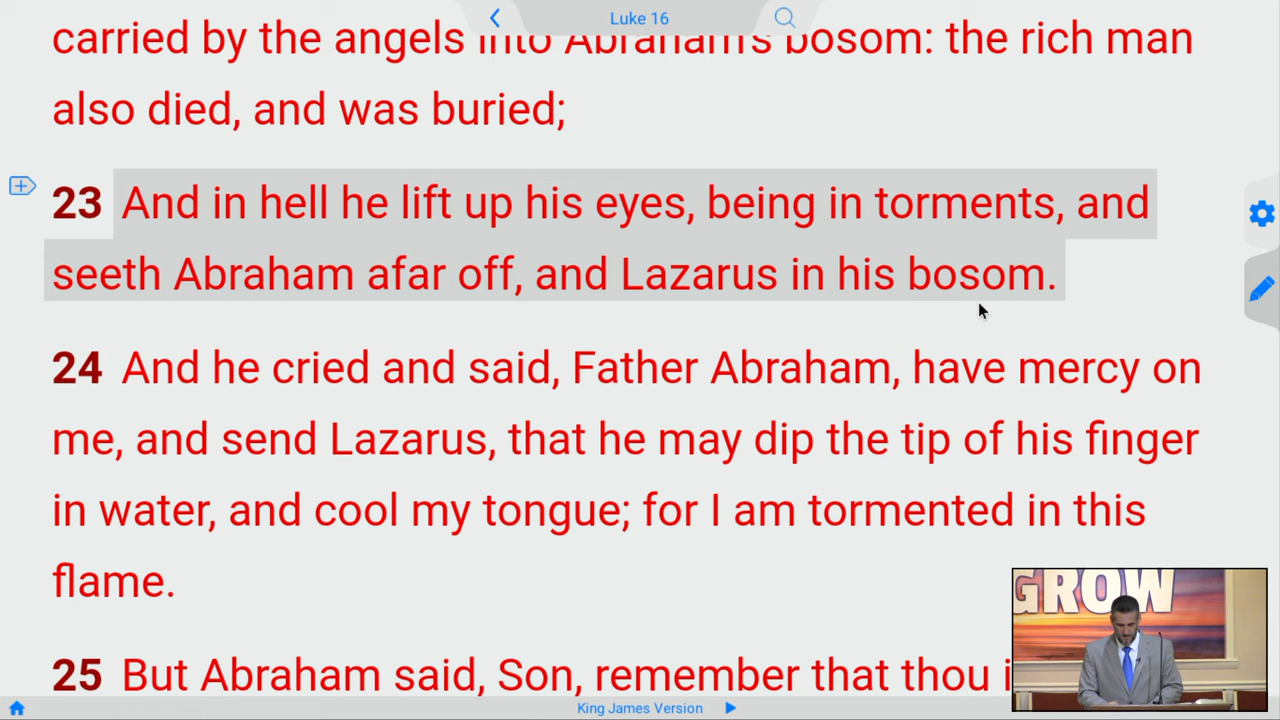 Luke 16
carried by the angels into Abraham's bosom: the rich man
also died, and was buried;
23 And in hell he lift up his eyes, being in torments, and
seeth Abraham afar off, and Lazarus in his bosom.
24 And he cried and said, Father Abraham, have mercy on
me, and send Lazarus, that he may dip the tip of his finger
in water, and cool my tongue; for I am tormented in this
flame.
25 But Abraham said, Son, remember that thou
GROW
King James Version